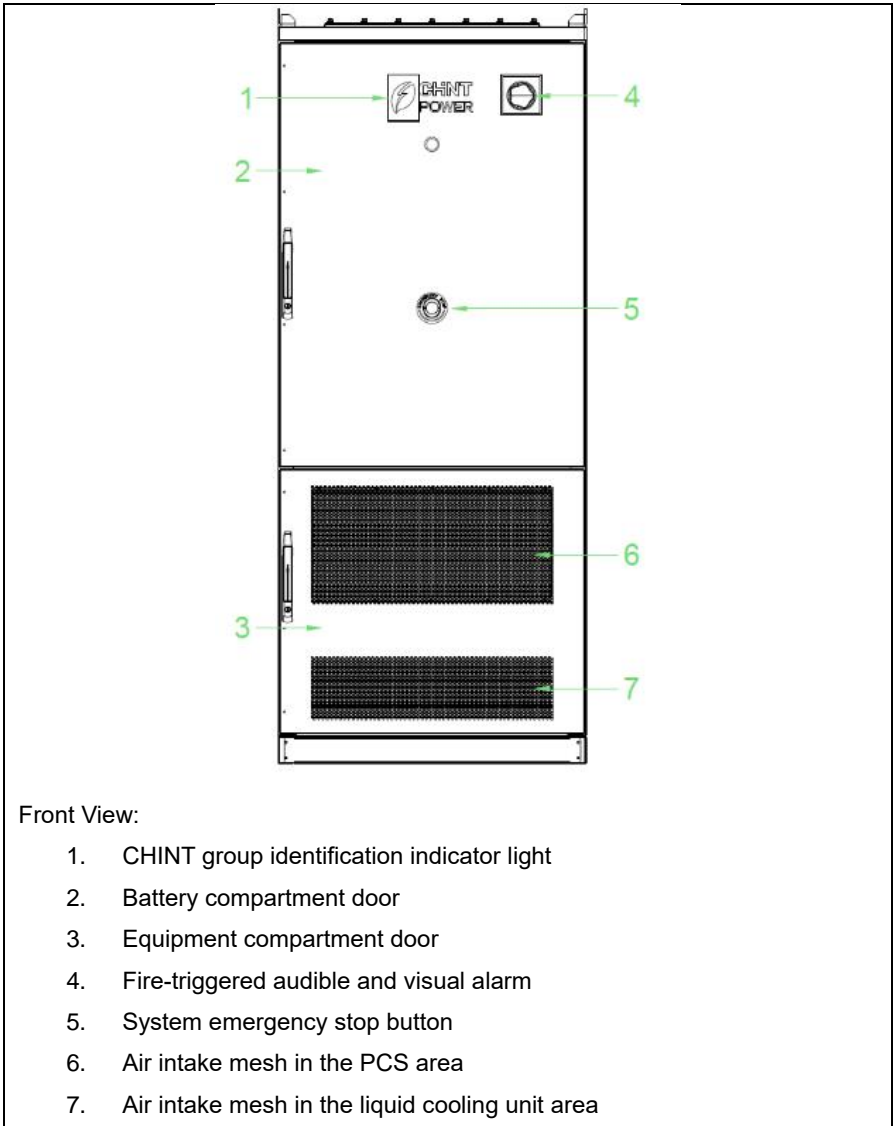 1
CHNT
POWER
4
2
5
6
3
7
Front View:
1. CHINT group identification indicator light
2. Battery compartment door
3. Equipment compartment door
4. Fire-triggered audible and visual alarm
5. System emergency stop button
6. Air intake mesh in the PCS area
7. Air intake mesh in the liquid cooling unit area